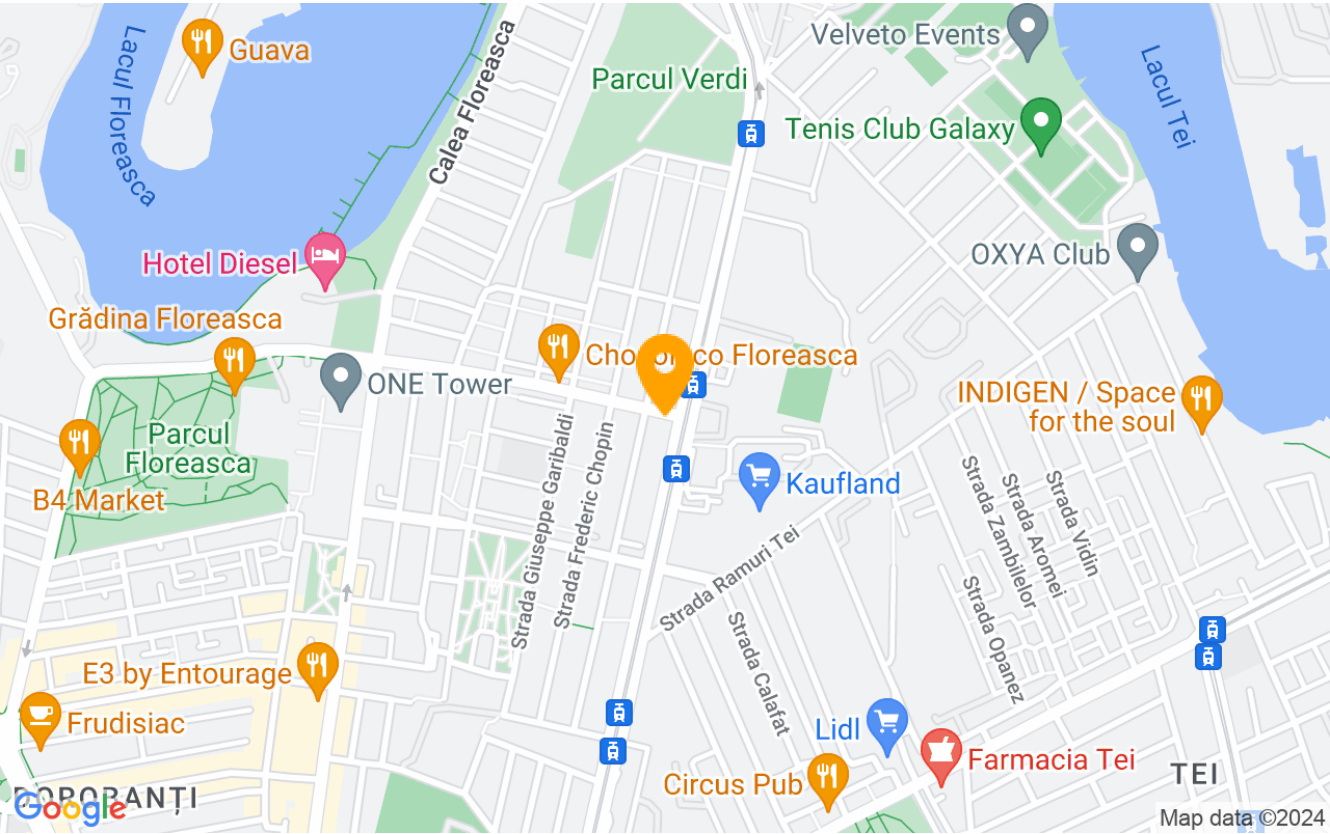 Guava
Velveto Events
Lacul Floreasca
Calea Floreasca
Parcul Verdi
Lacul Tei
Tenis Club Galaxy
Hotel Diesel
OXYA Club
Grădina Floreasca
Floreasca
ONE Tower
INDIGEN / Space
for the soul
Parcul
Floreasca
B4 Market
Kaufland
Strada Giuseppe Garibaldi
Strada Frederic Chopin
Strada Zambilelor
Strada Aromei
Strada Vidin
Strada Ramuri Tei
Strada Opanez
Strada Calafat
E3 by Entourage
Frudisiac
Lidl
Farmacia Tei
Circus Pub
TEI
DOROBANȚI
Google
Map data ©2024